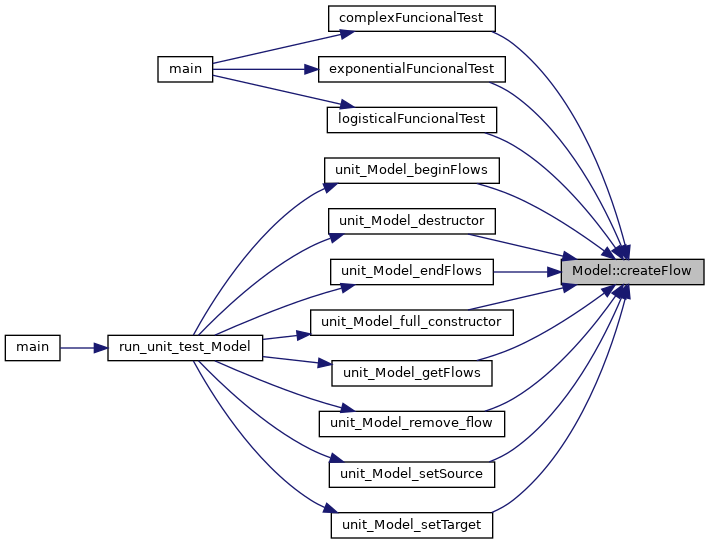 complexFuncionalTest
main
exponentialFuncionalTest
logisticalFuncionalTest
unit_Model_beginFlows
unit_Model_destructor
unit_Model_endFlows
Model::createFlow
unit_Model_full_constructor
main
run_unit_test_Model
unit_Model_getFlows
unit_Model_remove_flow
unit_Model_setSource
unit_Model_setTarget